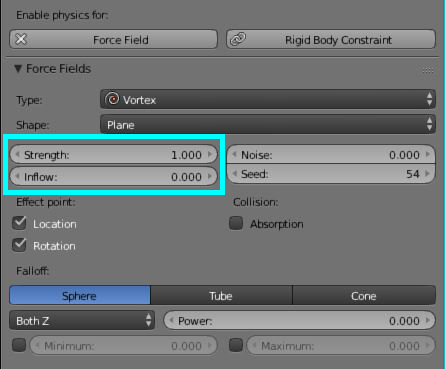 Enable physics for:
Force Field Rigid Body Constraint
Force Fields
Type: Vortex
Shape: Plane
Strength: 1.000 Noise: 0.000
Inflow: 0.000 Seed: 54
Effect point: Collision:
Location Absorption
Rotation
Falloff:
Sphere Tube Cone
Both Z Power: 0.000
Minimum: 0.000 Maximum: 0.000